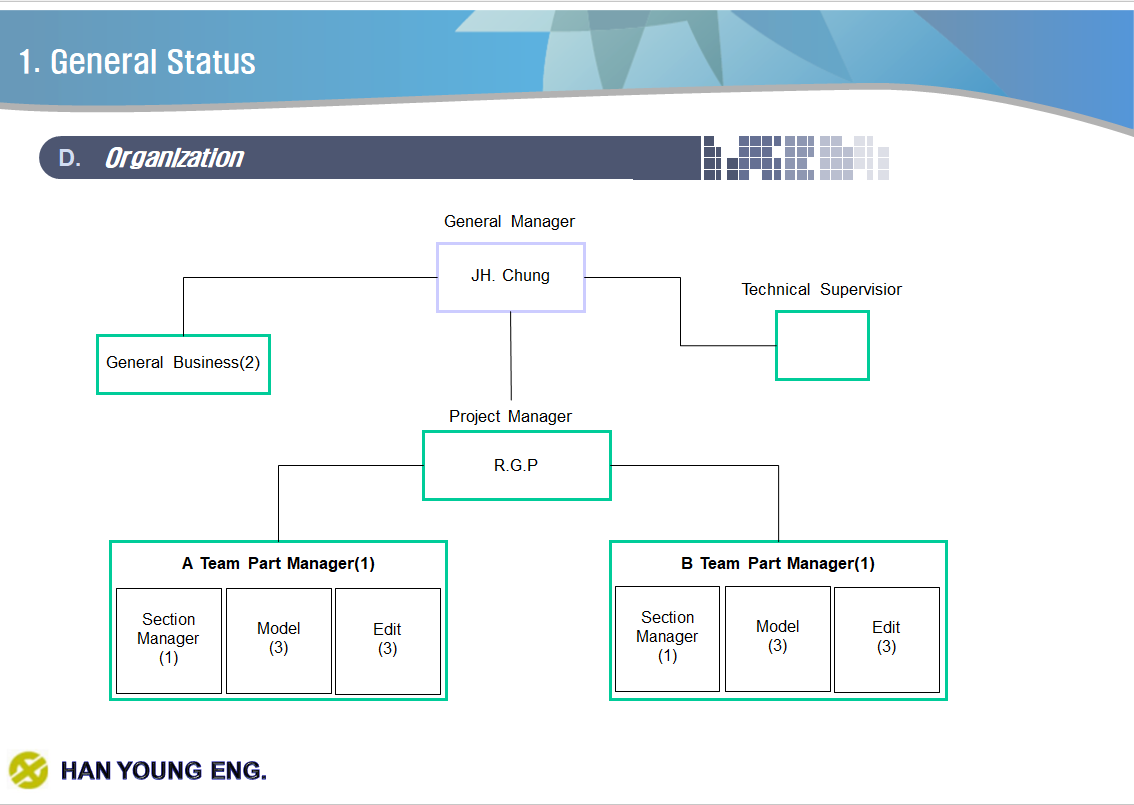 1. General Status
D. Organization
General Manager
JH. Chung
Technical Supervisior
General Business(2)
Project Manager
R.G.P
A Team Part Manager(1)
Section
Manager
(1)
Model
(3)
Edit
(3)
B Team Part Manager(1)
Section
Manager
(1)
Model
(3)
Edit
(3)
HAN YOUNG ENG.